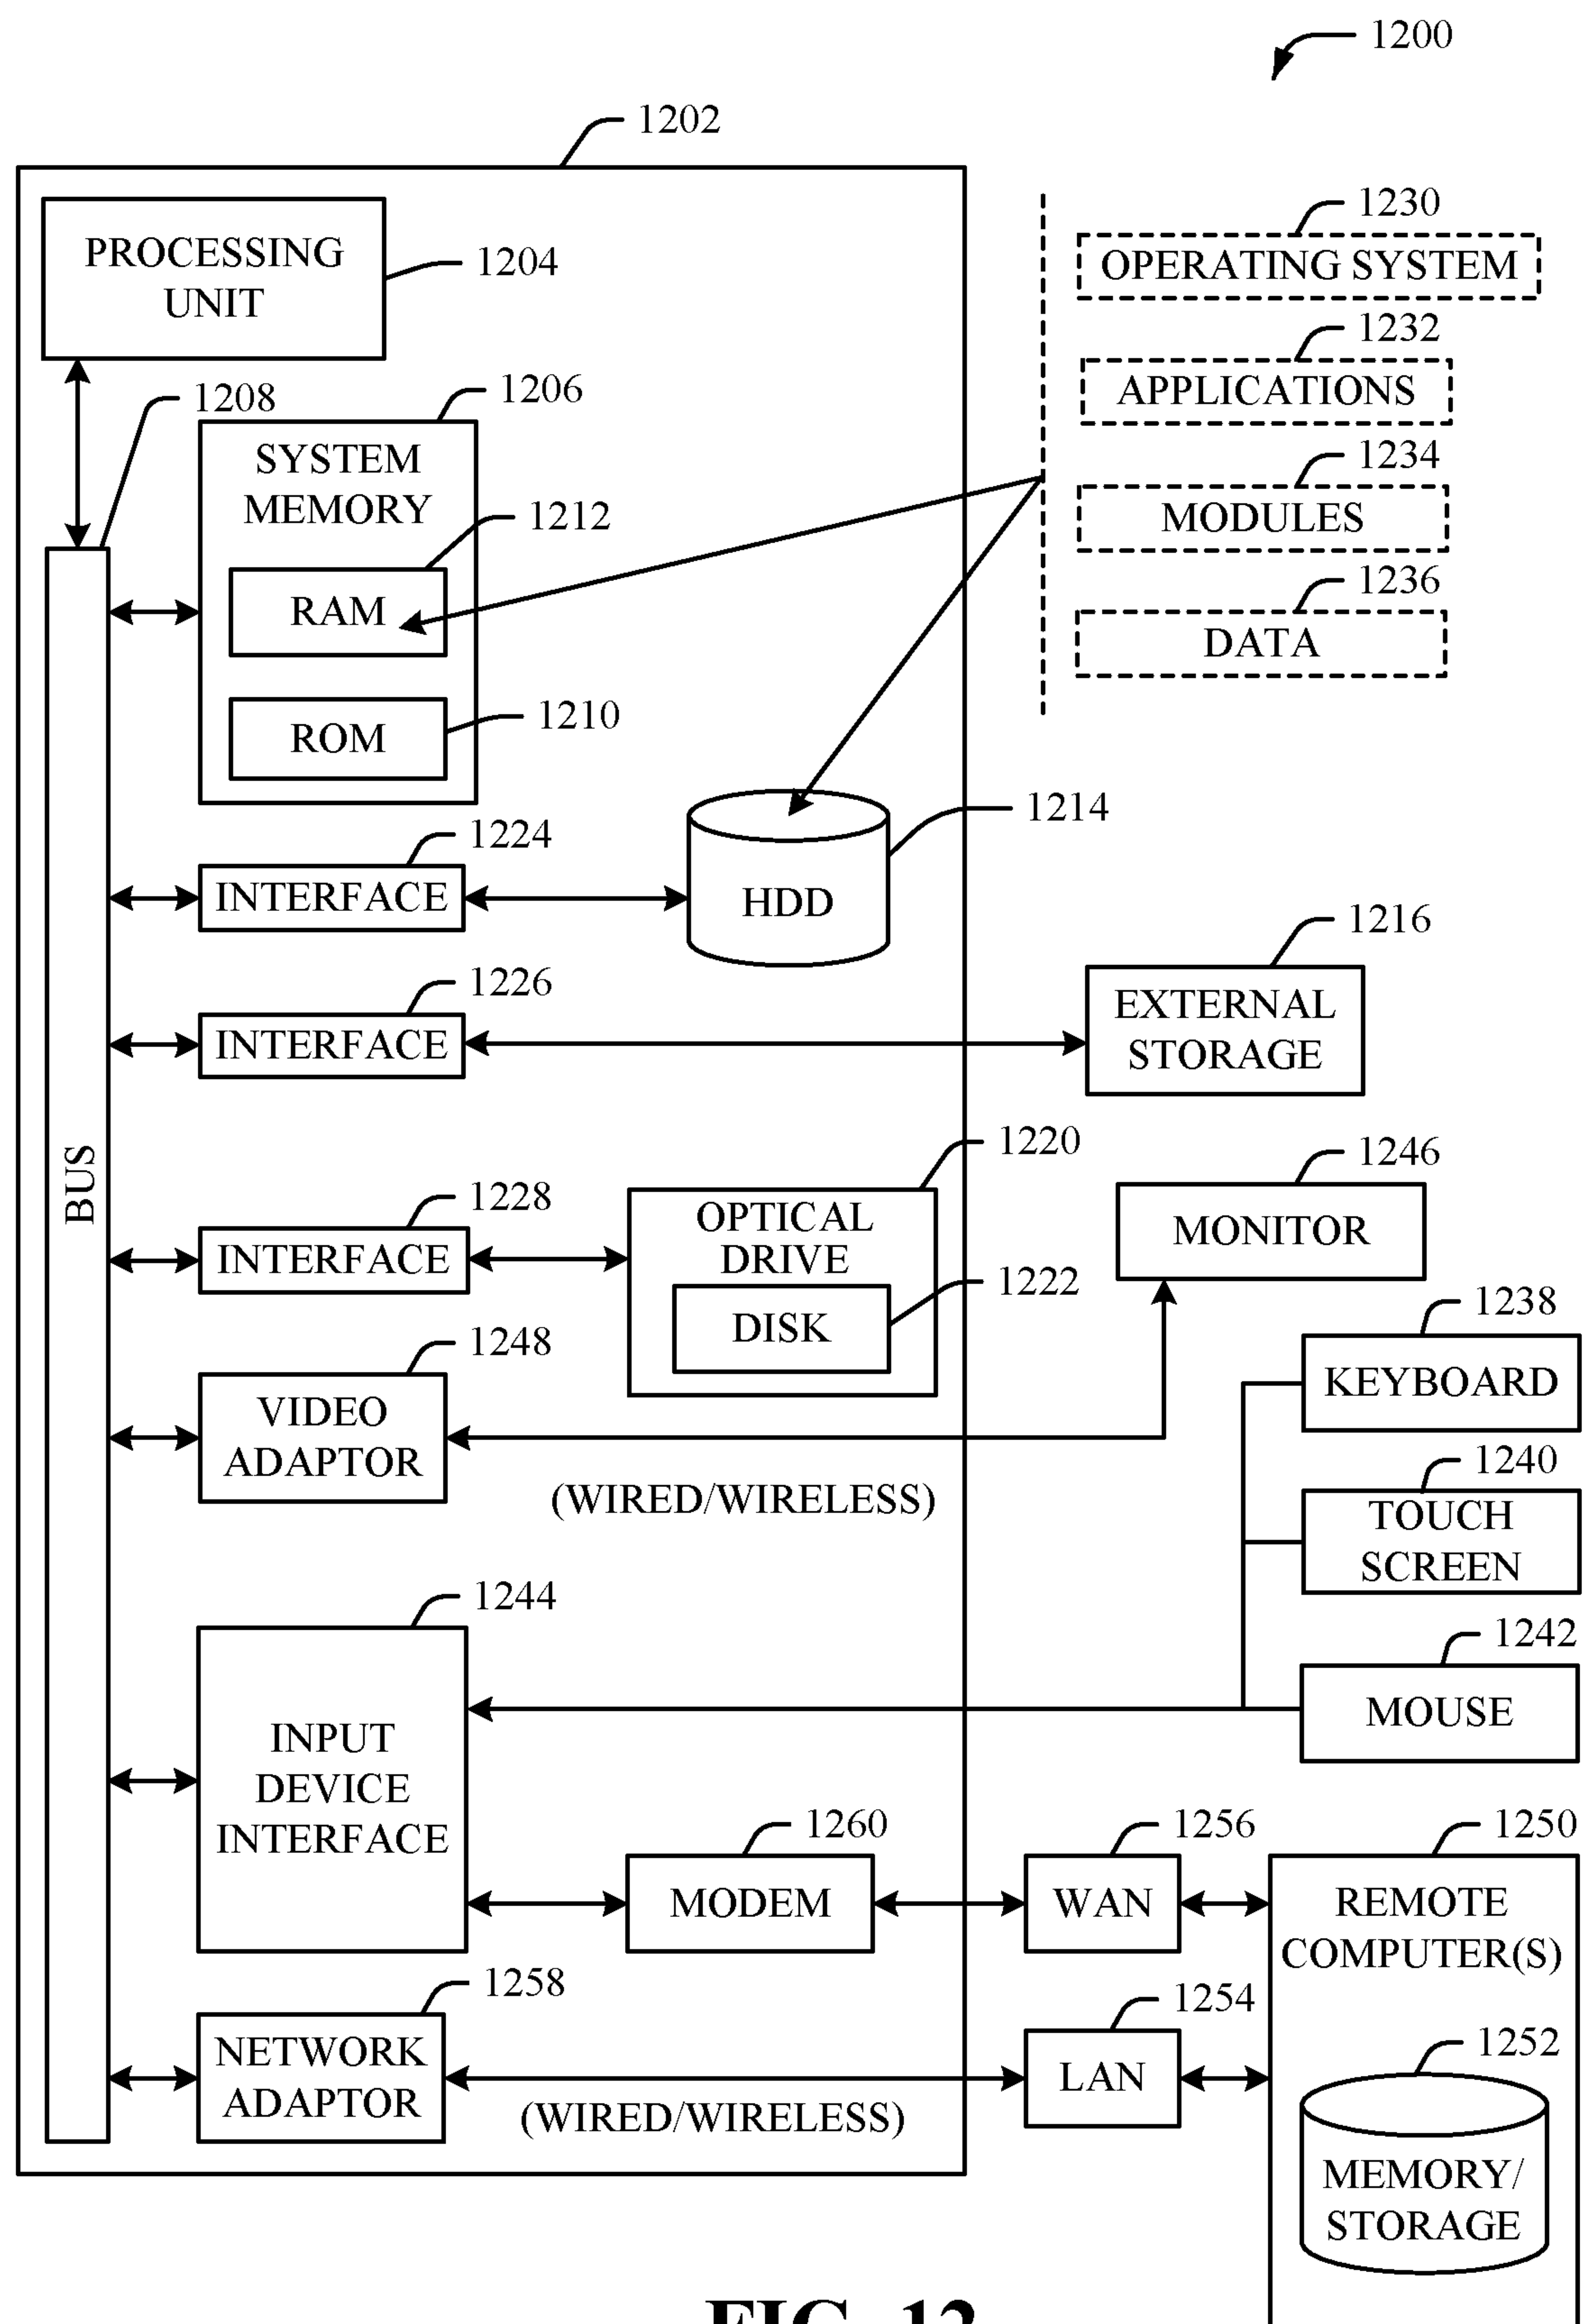 1200
1202
PROCESSING
UNIT
1204
1230
OPERATING SYSTEM
1232
APPLICATIONS
1234
MODULES
1236
DATA
1208
1206
SYSTEM
MEMORY
1212
RAM
1210
ROM
1224
INTERFACE
1214
HDD
1226
INTERFACE
1216
EXTERNAL
STORAGE
BUS
1228
INTERFACE
1220
OPTICAL
DRIVE
1222
DISK
1246
MONITOR
1248
VIDEO
ADAPTOR
(WIRED/WIRELESS)
1238
KEYBOARD
1240
TOUCH
SCREEN
1242
MOUSE
1244
INPUT
DEVICE
INTERFACE
1260
MODEM
1256
WAN
1250
REMOTE
COMPUTER(S)
1258
NETWORK
ADAPTOR
(WIRED/WIRELESS)
1254
LAN
1252
MEMORY/
STORAGE
FIG. 12